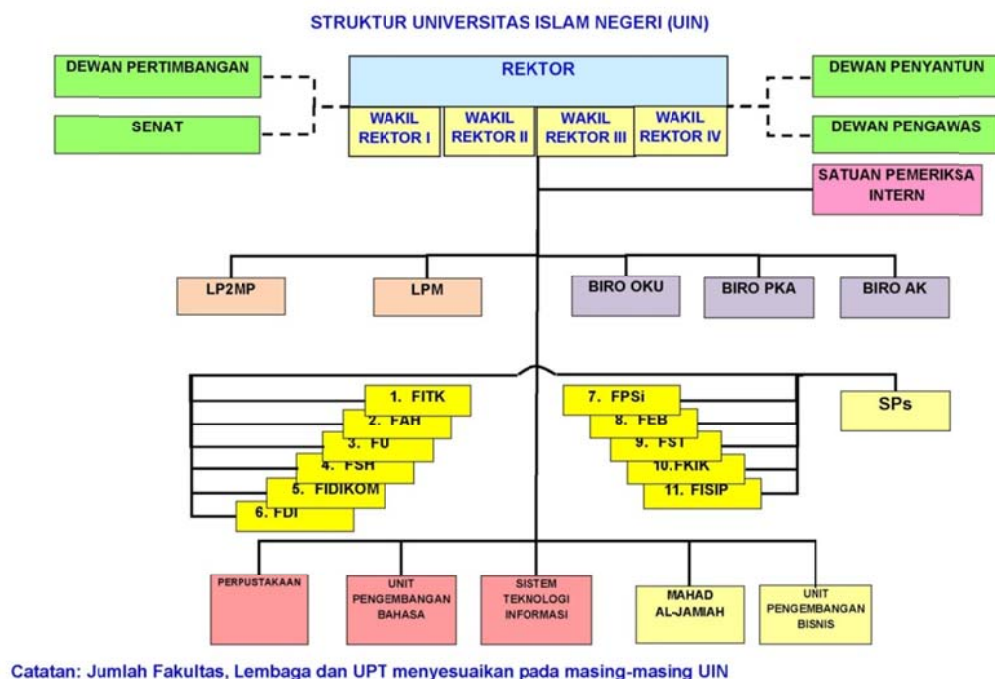 STRUKTUR UNIVERSITAS ISLAM NEGERI (UIN)
DEWAN PERTIMBANGAN
SENAT
REKTOR
WAKIL
REKTOR I
WAKIL
REKTOR II
WAKIL
REKTOR III
WAKIL
REKTOR IV
DEWAN PENYANTUN
DEWAN PENGAWAS
SATUAN PEMERIKSA
INTERN
LP2MP
LPM
BIRO OKU
BIRO PKA
BIRO AK
1. FITK
2. FAH
3. FU
4. FSH
5. FIDIKOM
6. FDI
7. FPSi
8. FEB
9. FST
10.FKIK
11. FISIP
SPs
PERPUSTAKAAN
UNIT
PENGEMBANGAN
BAHASA
SISTEM
TEKNOLOGI
INFORMASI
MAHAD
AL-JAMIAH
UNIT
PENGEMBANGAN
BISNIS
Catatan: Jumlah Fakultas, Lembaga dan UPT menyesuaikan pada masing-masing UIN